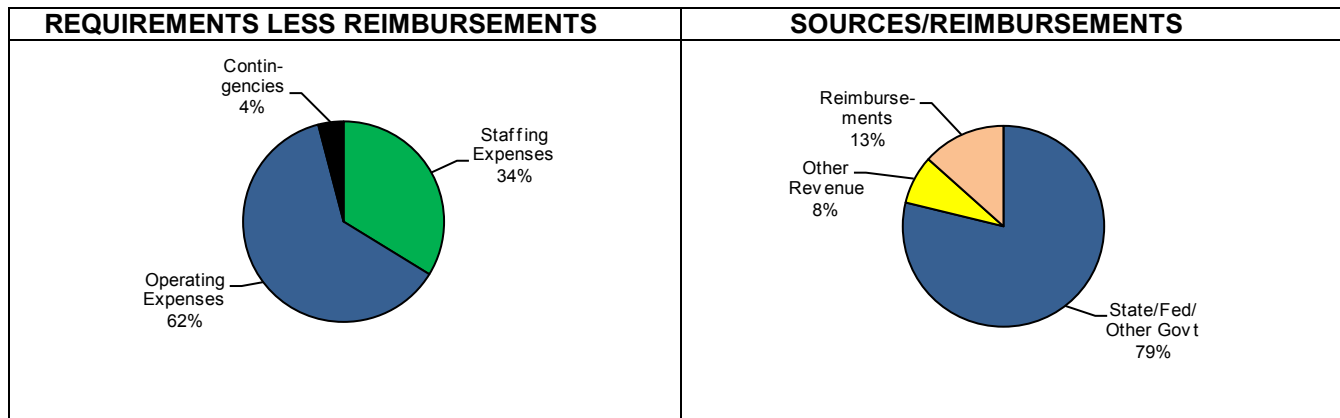 REQUIREMENTS LESS REIMBURSEMENTS
Contin-
gencies
4%
Staffing
Expenses
34%
Operating
Expenses
62%
SOURCES/REIMBURSEMENTS
Reimburse-
ments
13%
Other
Revenue
8%
State/Fed/
Other Govt
79%